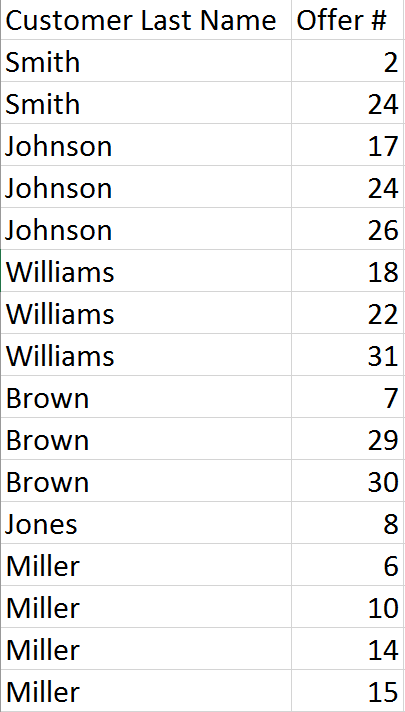 Customer Last Name Offer #
Smith 2
Smith 24
Johnson 17
Johnson 24
Johnson 26
Williams 18
Williams 22
Williams 31
Brown 7
Brown 29
Brown 30
Jones 8
Miller 6
Miller 10
Miller 14
Miller 15